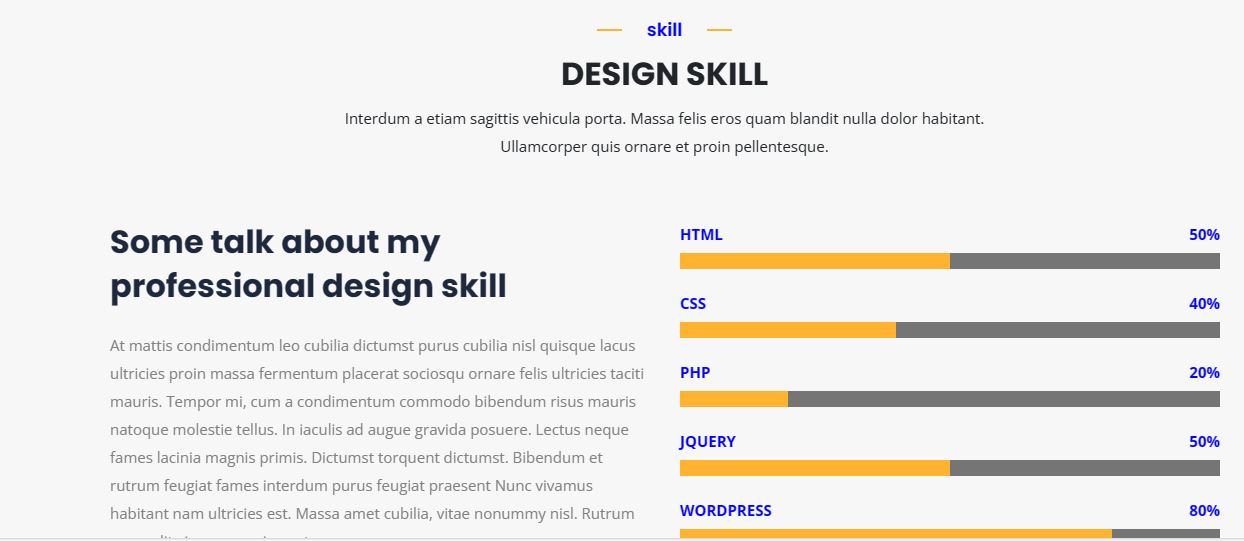 skill
DESIGN SKILL
Interdum a etiam sagittis vehicula porta. Massa felis eros quam blandit nulla dolor habitant.
Ullamcorper quis ornare et proin pellentesque.
Some talk about my
professional design skill
At mattis condimentum leo cubilia dictumst purus cubilia nisl quisque lacus
ultricies proin massa fermentum placerat sociosqu ornare felis ultricies taciti
mauris. Tempor mi, cum a condimentum commodo bibendum risus mauris
natoque molestie tellus. In iaculis ad augue gravida posuere. Lectus neque
fames lacinia magnis primis. Dictumst torquent dictumst. Bibendum et
rutrum feugiat fames interdum purus feugiat praesent Nunc vivamus
habitant nam ultricies est. Massa amet cubilia, vitae nonummy nisl. Rutrum
HTML 50%
CSS 40%
PHP 20%
JQUERY 50%
WORDPRESS 80%